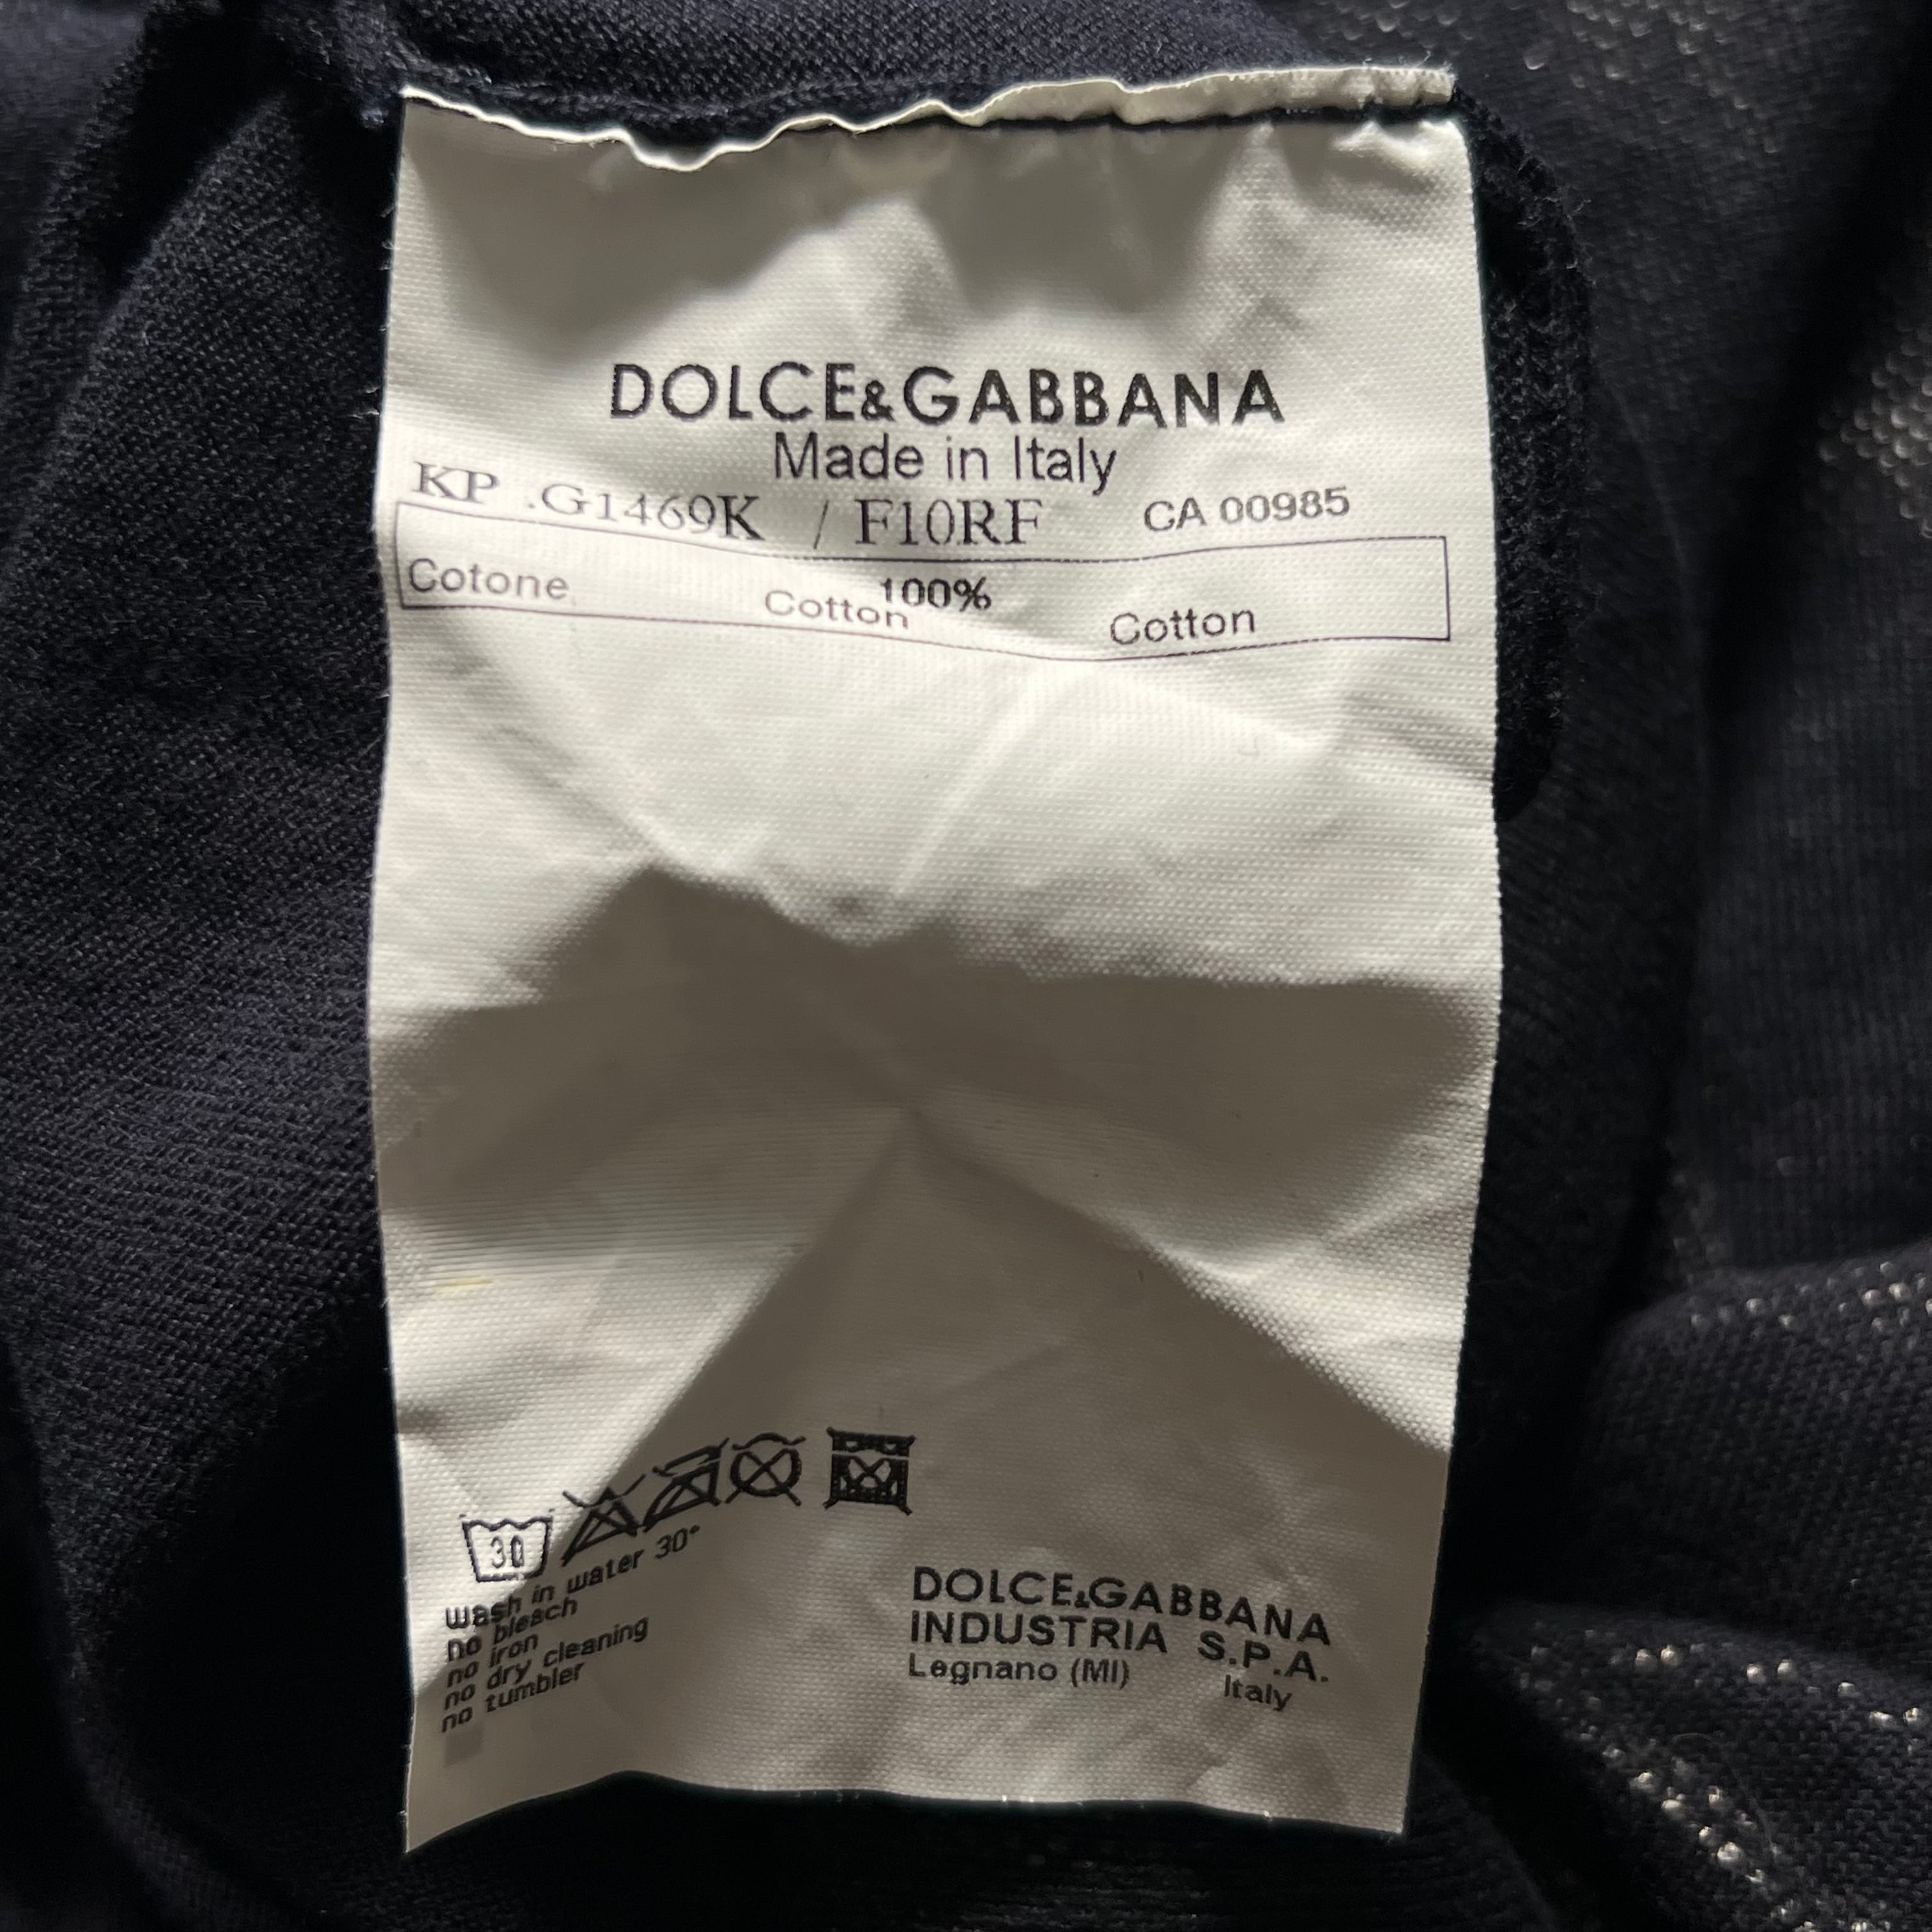 DOLCE&GABBANA
Made in Italy
KP .G1469K / F10RF CA 00985
Cotone Cotton 100% Cotton
30
wash in water 30°
no bleach
no iron
no dry cleaning
no tumbler
DOLCE&GABBANA
INDUSTRIA S.P.A.
Legnano (MI) Italy